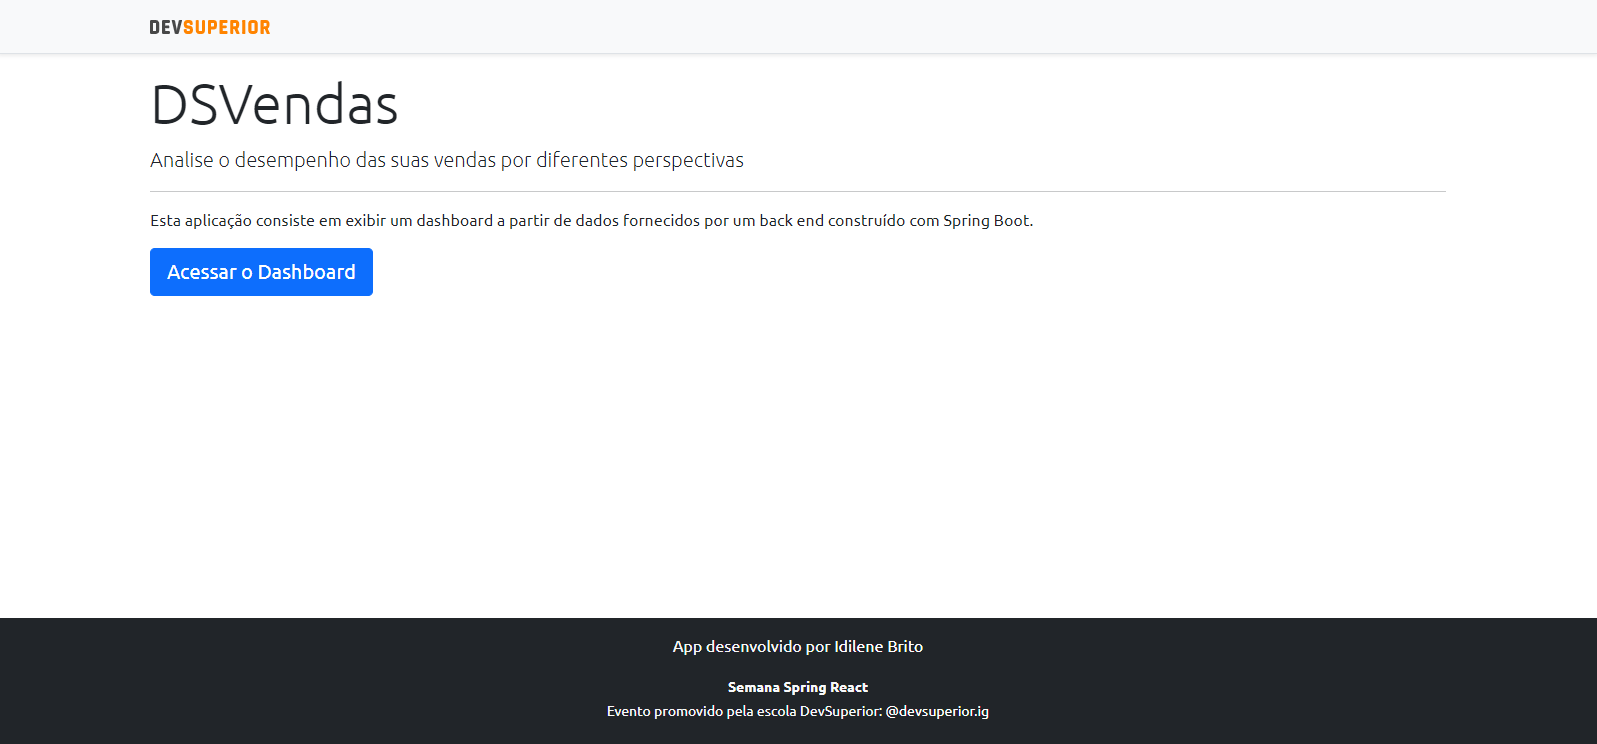 DEVSUPERIOR
DSVendas
Analise o desempenho das suas vendas por diferentes perspectivas
Esta aplicação consiste em exibir um dashboard a partir de dados fornecidos por um back end construído com Spring Boot.
Acessar o Dashboard
App desenvolvido por Idilene Brito
Semana Spring React
Evento promovido pela escola DevSuperior: @devsuperior.ig